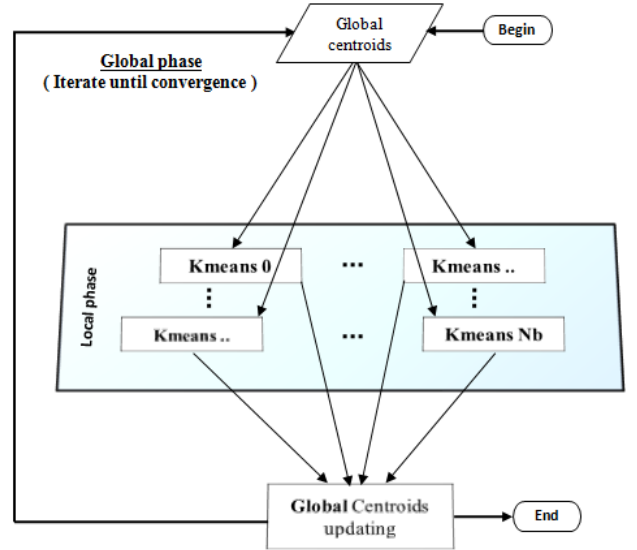 Global
centroids
Begin
Global phase
( Iterate until convergence )
Local phase
Kmeans 0
...
Kmeans ..
⋮
⋮
Kmeans ..
...
Kmeans Nb
Global Centroids
updating
End